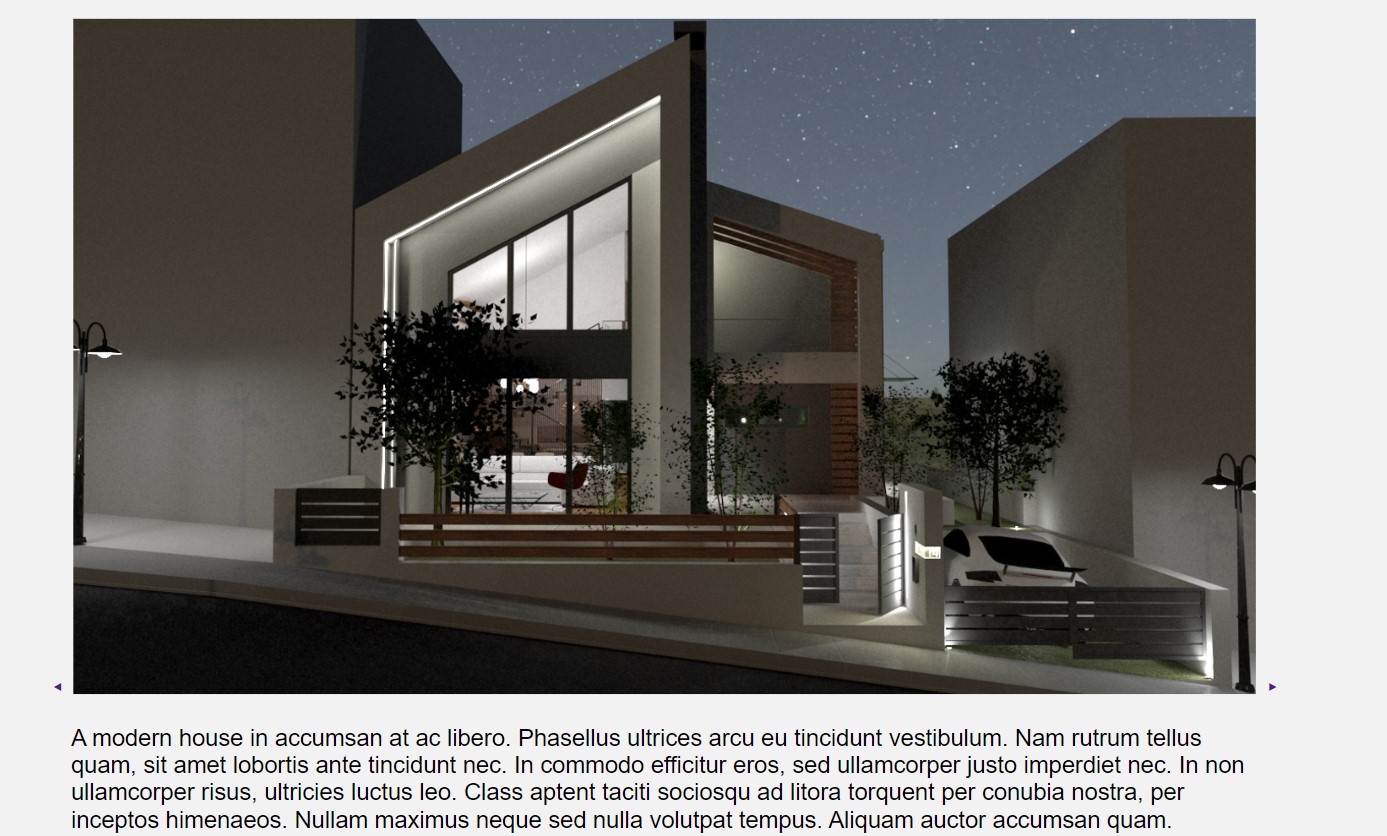 A modern house in accumsan at ac libero. Phasellus ultrices arcu eu tincidunt vestibulum. Nam rutrum tellus
quam, sit amet lobortis ante tincidunt nec. In commodo efficitur eros, sed ullamcorper justo imperdiet nec. In non
ullamcorper risus, ultricies luctus leo. Class aptent taciti sociosqu ad litora torquent per conubia nostra, per
inceptos himenaeos. Nullam maximus neque sed nulla volutpat tempus. Aliquam auctor accumsan quam.